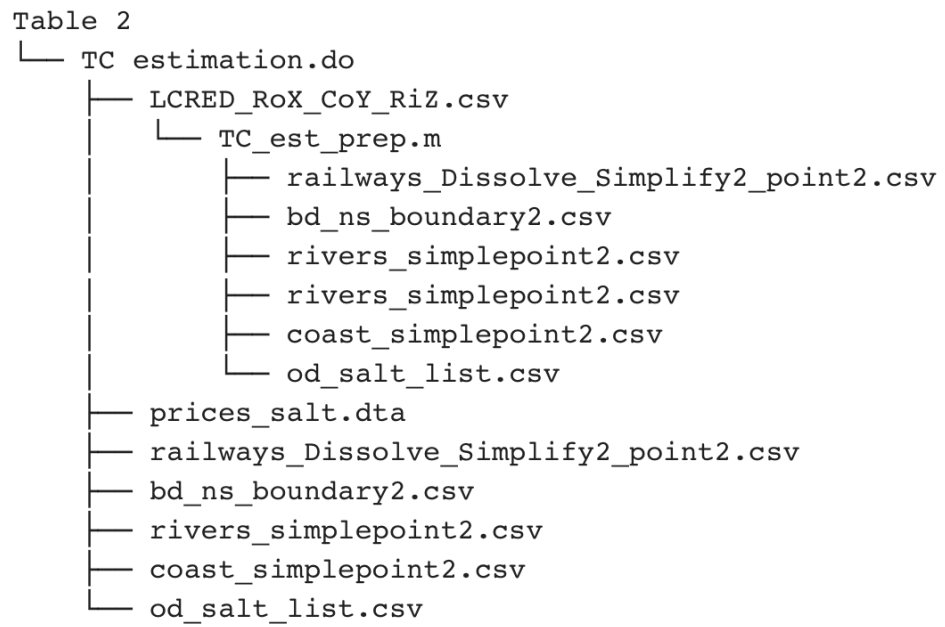 Table 2
└── TC estimation.do
    ├── LCRED_RoX_CoY_RiZ.csv
    │   └── TC_est_prep.m
    │       ├── railways_Dissolve_Simplify2_point2.csv
    │       ├── bd_ns_boundary2.csv
    │       ├── rivers_simplepoint2.csv
    │       ├── rivers_simplepoint2.csv
    │       ├── coast_simplepoint2.csv
    │       └── od_salt_list.csv
    ├── prices_salt.dta
    ├── railways_Dissolve_Simplify2_point2.csv
    ├── bd_ns_boundary2.csv
    ├── rivers_simplepoint2.csv
    ├── coast_simplepoint2.csv
    └── od_salt_list.csv